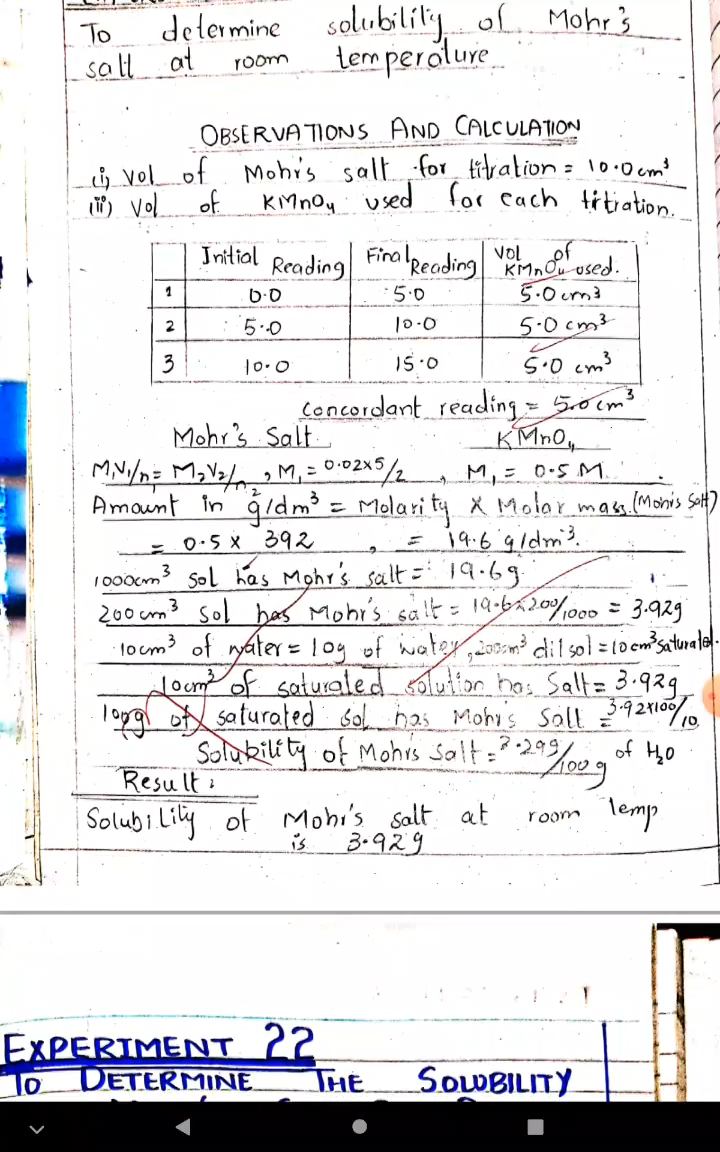 To determine solubility of Mohr's
salt at room temperature
OBSERVATIONS AND CALCULATION
(i) Vol of Mohr's salt for titration = 10.0 cm³
(ii) Vol of KMnO₄ used for each titration.
Initial Reading Final Reading Vol of KMnO₄ used.
1 0.0 5.0 5.0 cm³
2 5.0 10.0 5.0 cm³
3 10.0 15.0 5.0 cm³
Concordant reading = 5.0 cm³
Mohr's Salt KMnO₄
M₁V₁/n₁ = M₂V₂/n₂, M₁ = 0.02x5/2, M₁ = 0.5 M.
Amount in g/dm³ = Molarity x Molar mass (Mohr's Salt)
= 0.5 x 392, = 19.6 g/dm³.
1000cm³ sol has Mohr's salt = 19.6g
200cm³ sol has Mohr's salt = 19.6x200/1000 = 3.92g
10cm³ of water = 10g of water, 200cm³ dil sol = 10cm³ saturated.
10cm³ of saturated solution has Salt = 3.92g
100g of saturated sol has Mohr's Salt = 3.92x100/10
Solubility of Mohr's Salt = /100g of H₂O
Result:
Solubility of Mohr's salt at room temp
is 3.92g
EXPERIMENT 22
TO DETERMINE THE SOLUBILITY